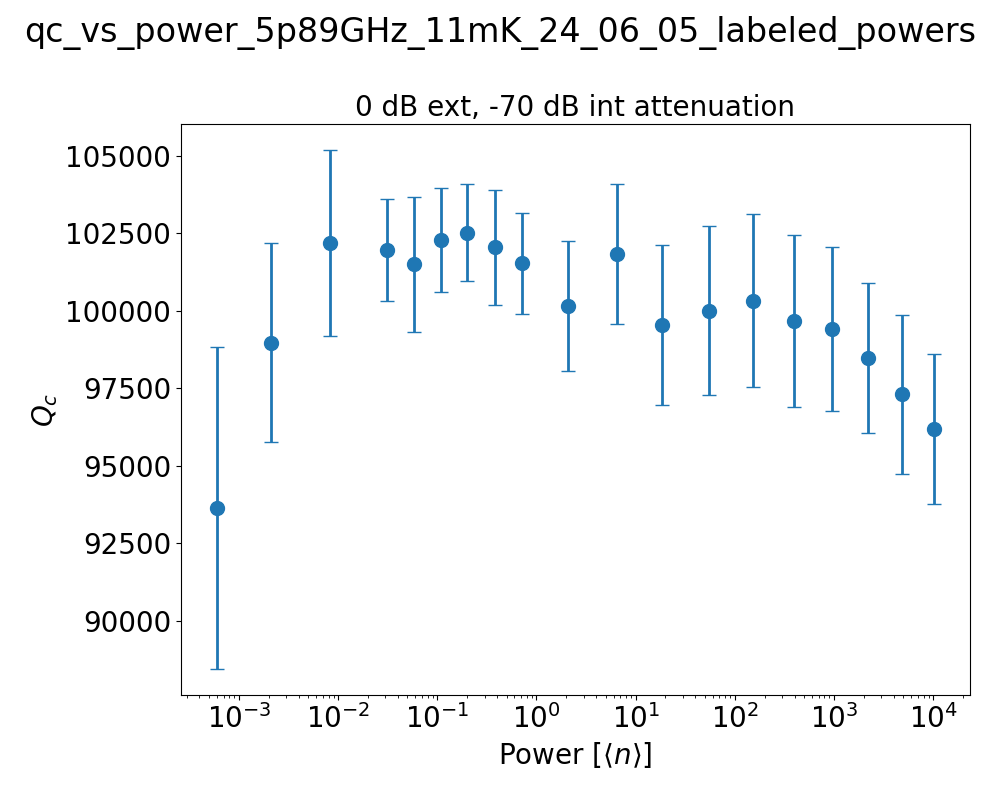 qc_vs_power_5p89GHz_11mK_24_06_05_labeled_powers
0 dB ext, -70 dB int attenuation
105000
102500
100000
97500
95000
92500
90000
Q_c
10^{-3} 10^{-2} 10^{-1} 10^0 10^1 10^2 10^3 10^4
Power [⟨n⟩]